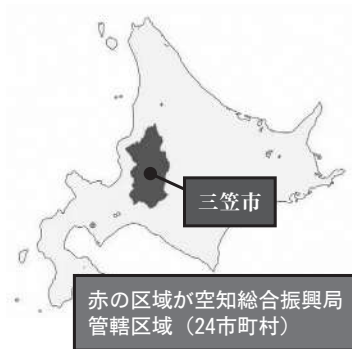 三笠市
赤の区域が空知総合振興局
管轄区域（24市町村）